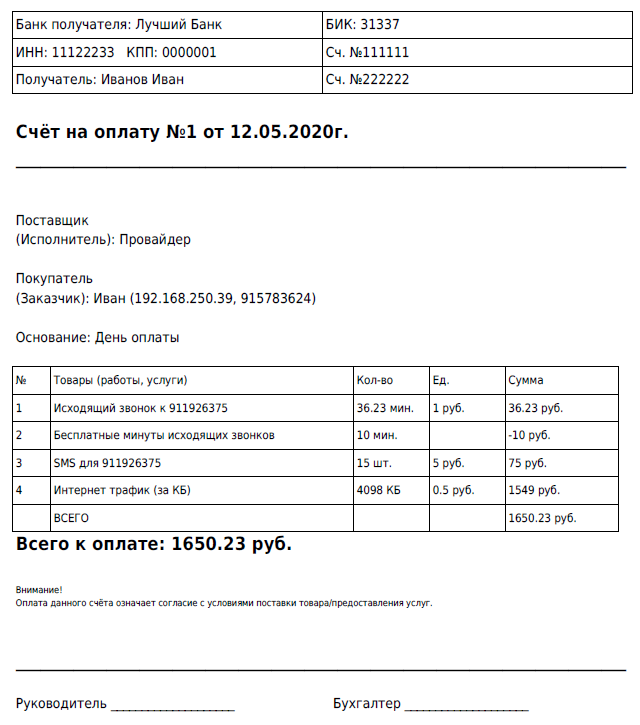 Банк получателя: Лучший Банк БИК: 31337
ИНН: 11122233 КПП: 0000001 Сч. №111111
Получатель: Иванов Иван Сч. №222222
Счёт на оплату №1 от 12.05.2020г.
Поставщик
(Исполнитель): Провайдер
Покупатель
(Заказчик): Иван (192.168.250.39, 915783624)
Основание: День оплаты
№ Товары (работы, услуги) Кол-во Ед. Сумма
1 Исходящий звонок к 911926375 36.23 мин. 1 руб. 36.23 руб.
2 Бесплатные минуты исходящих звонков 10 мин. -10 руб.
3 SMS для 911926375 15 шт. 5 руб. 75 руб.
4 Интернет трафик (за КБ) 4098 КБ 0.5 руб. 1549 руб.
ВСЕГО 1650.23 руб.
Всего к оплате: 1650.23 руб.
Внимание!
Оплата данного счёта означает согласие с условиями поставки товара/предоставления услуг.
Руководитель ____________________ Бухгалтер ____________________